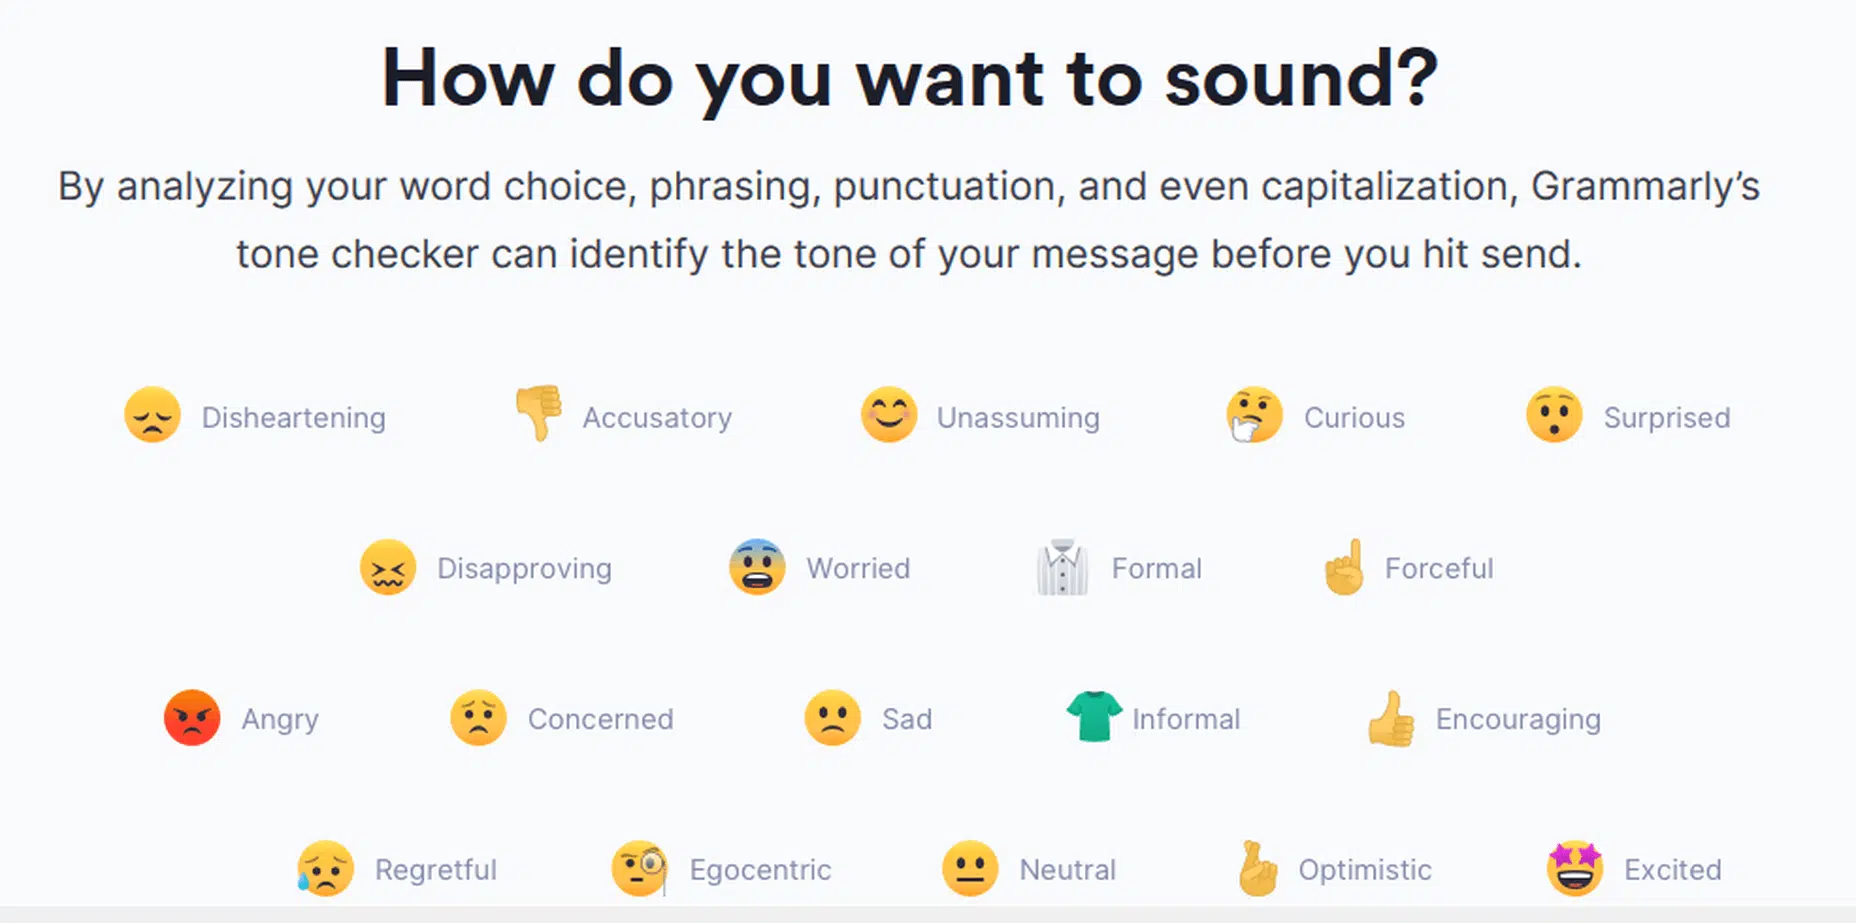 How do you want to sound?
By analyzing your word choice, phrasing, punctuation, and even capitalization, Grammarly’s
tone checker can identify the tone of your message before you hit send.
Disheartening Accusatory Unassuming Curious Surprised
Disapproving Worried Formal Forceful
Angry Concerned Sad Informal Encouraging
Regretful Egocentric Neutral Optimistic Excited